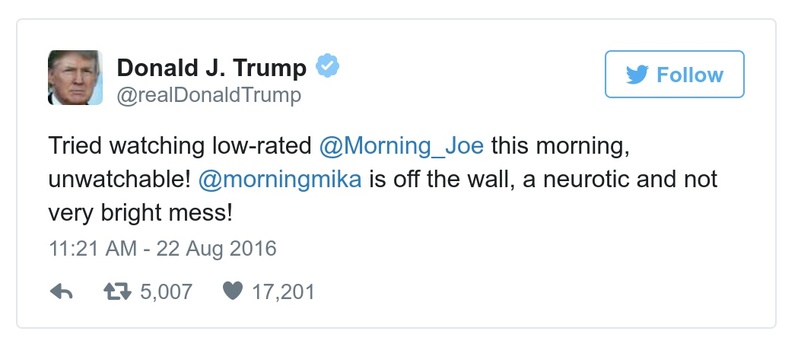 Donald J. Trump
@realDonaldTrump
Follow
Tried watching low-rated @Morning_Joe this morning,
unwatchable! @morningmika is off the wall, a neurotic and not
very bright mess!
11:21 AM - 22 Aug 2016
5,007 17,201